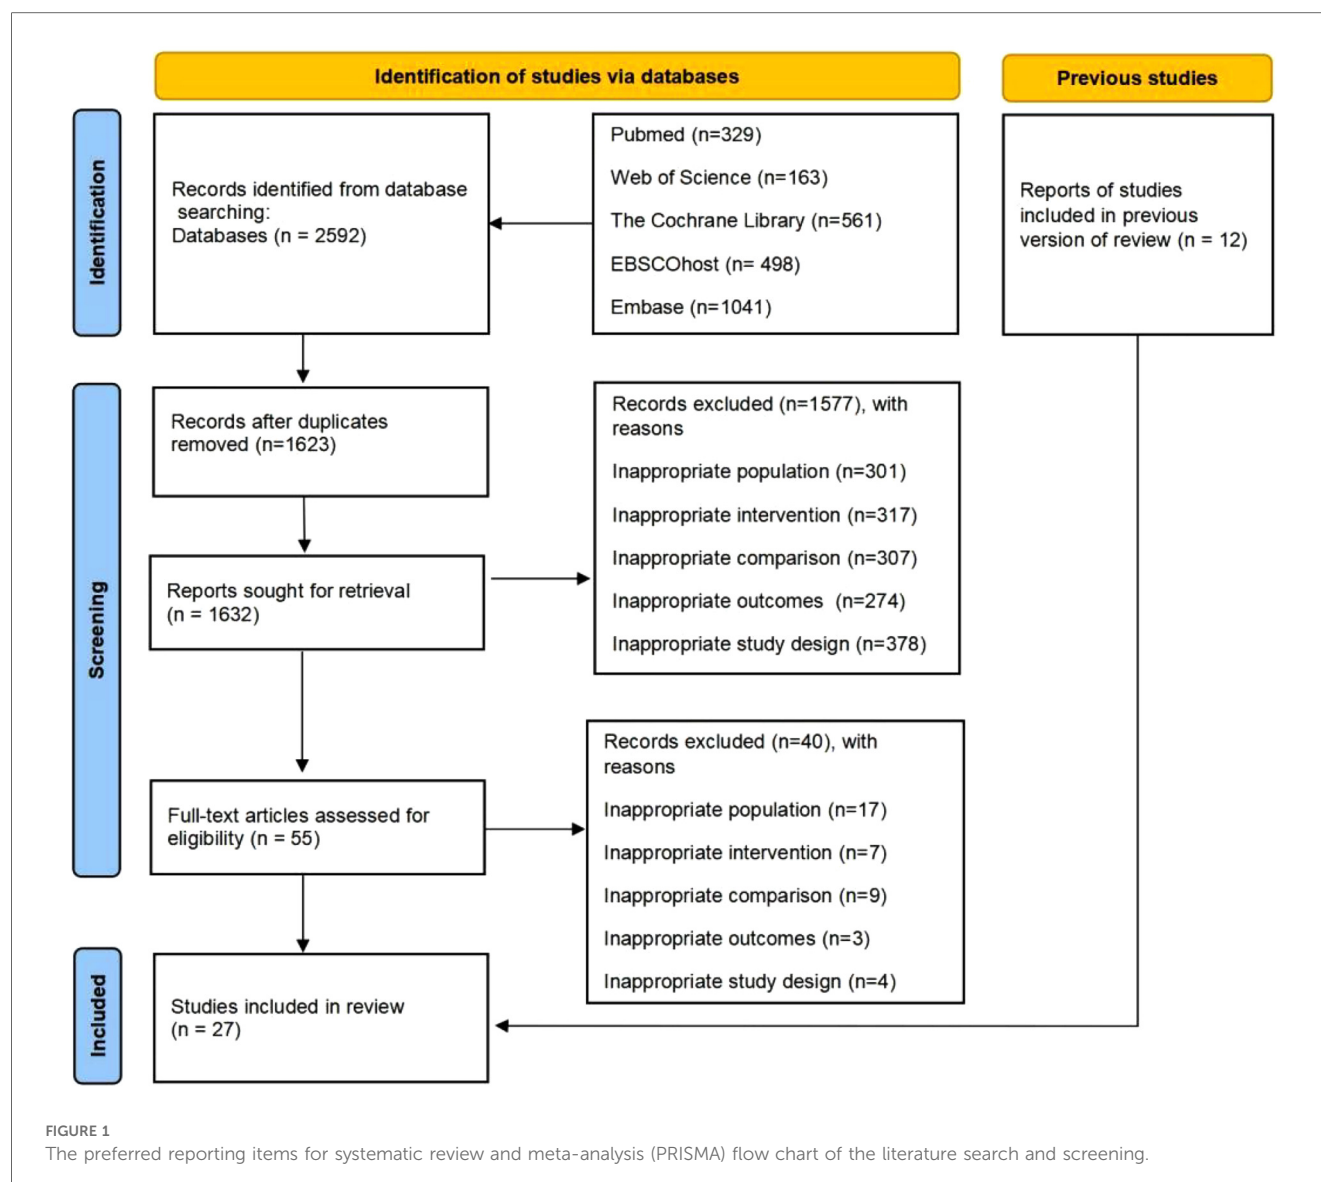 Identification of studies via databases
Previous studies
Identification
Records identified from database
searching:
Databases (n = 2592)
Pubmed (n=329)
Web of Science (n=163)
The Cochrane Library (n=561)
EBSCOhost (n= 498)
Embase (n=1041)
Reports of studies
included in previous
version of review (n = 12)
Screening
Records after duplicates
removed (n=1623)
Records excluded (n=1577), with
reasons
Inappropriate population (n=301)
Inappropriate intervention (n=317)
Inappropriate comparison (n=307)
Inappropriate outcomes (n=274)
Inappropriate study design (n=378)
Reports sought for retrieval
(n = 1632)
Full-text articles assessed for
eligibility (n = 55)
Records excluded (n=40), with
reasons
Inappropriate population (n=17)
Inappropriate intervention (n=7)
Inappropriate comparison (n=9)
Inappropriate outcomes (n=3)
Inappropriate study design (n=4)
Included
Studies included in review
(n = 27)
FIGURE 1
The preferred reporting items for systematic review and meta-analysis (PRISMA) flow chart of the literature search and screening.